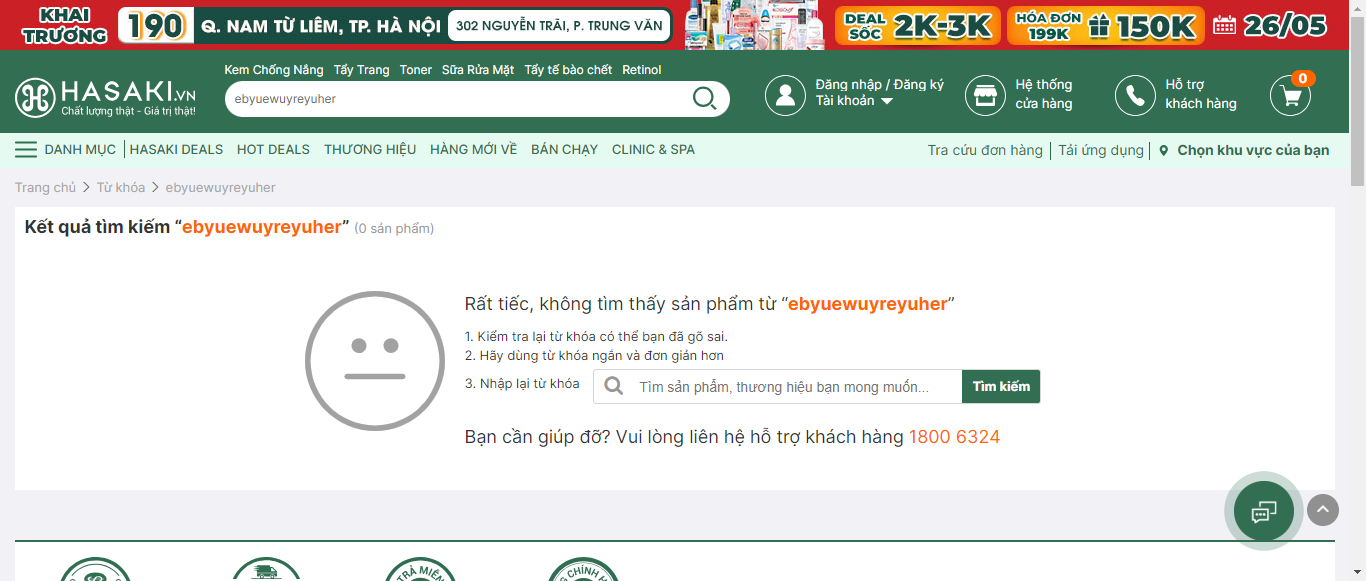 KHAI TRƯƠNG
190
Q. NAM TỪ LIÊM, TP. HÀ NỘI
302 NGUYỄN TRÃI, P. TRUNG VĂN
DEAL SỐC 2K-3K
HÓA ĐƠN 199K
150K
26/05
Kem Chống Nắng Tẩy Trang Toner Sữa Rửa Mặt Tẩy tế bào chết Retinol
HASAKI.VN
Chất lượng thật - Giá trị thật!
ebyuewuyreyuher
Đăng nhập / Đăng ký
Tài khoản
Hệ thống
cửa hàng
Hỗ trợ
khách hàng
0
DANH MỤC HASAKI DEALS HOT DEALS THƯƠNG HIỆU HÀNG MỚI VỀ BÁN CHẠY CLINIC & SPA
Tra cứu đơn hàng Tải ứng dụng Chọn khu vực của bạn
Trang chủ > Từ khóa > ebyuewuyreyuher
Kết quả tìm kiếm “ebyuewuyreyuher” (0 sản phẩm)
Rất tiếc, không tìm thấy sản phẩm từ “ebyuewuyreyuher”
1. Kiểm tra lại từ khóa có thể bạn đã gõ sai.
2. Hãy dùng từ khóa ngắn và đơn giản hơn
3. Nhập lại từ khóa
Tìm sản phẩm, thương hiệu bạn mong muốn...
Tìm kiếm
Bạn cần giúp đỡ? Vui lòng liên hệ hỗ trợ khách hàng 1800 6324